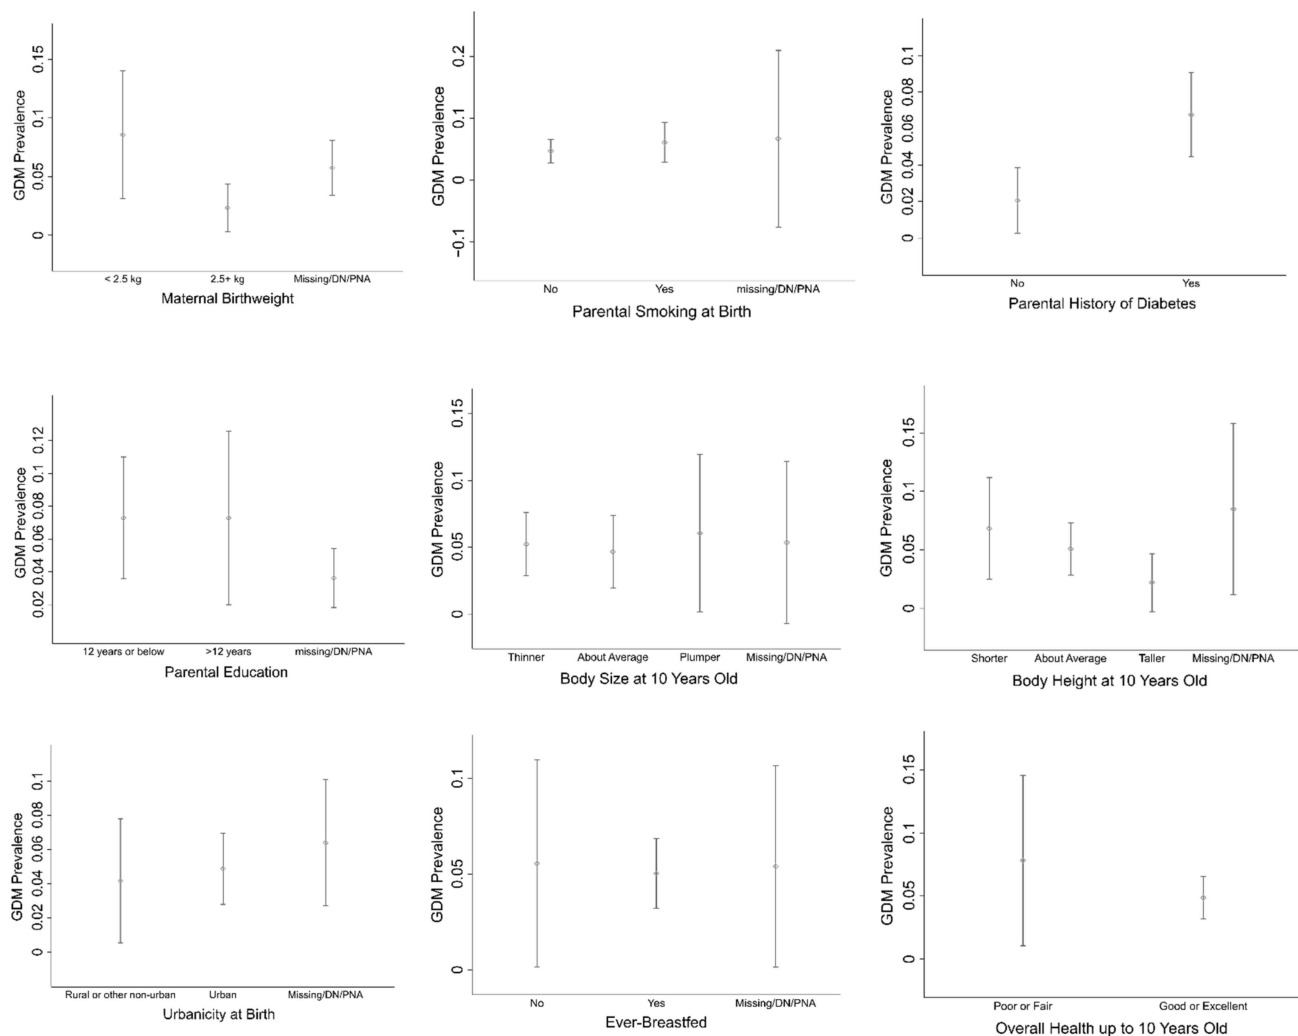 GDM Prevalence
0.15
0.1
0.05
0
< 2.5 kg 2.5+ kg Missing/DN/PNA
Maternal Birthweight
GDM Prevalence
0.2
0.1
0
−0.1
No Yes missing/DN/PNA
Parental Smoking at Birth
GDM Prevalence
0.1
0.08
0.06
0.04
0.02
0
No Yes
Parental History of Diabetes
GDM Prevalence
0.12
0.1
0.08
0.06
0.04
0.02
12 years or below >12 years missing/DN/PNA
Parental Education
GDM Prevalence
0.15
0.1
0.05
0
Thinner About Average Plumper Missing/DN/PNA
Body Size at 10 Years Old
GDM Prevalence
0.15
0.1
0.05
0
Shorter About Average Taller Missing/DN/PNA
Body Height at 10 Years Old
GDM Prevalence
0.1
0.08
0.06
0.04
0.02
0
Rural or other non-urban Urban Missing/DN/PNA
Urbanicity at Birth
GDM Prevalence
0.1
0.05
0
No Yes Missing/DN/PNA
Ever-Breastfed
GDM Prevalence
0.15
0.1
0.05
0
Poor or Fair Good or Excellent
Overall Health up to 10 Years Old